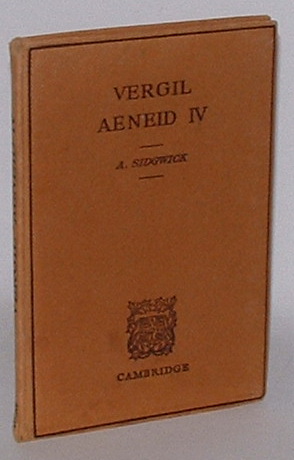 VERGIL
AENEID IV
A. SIDGWICK
CAMBRIDGE